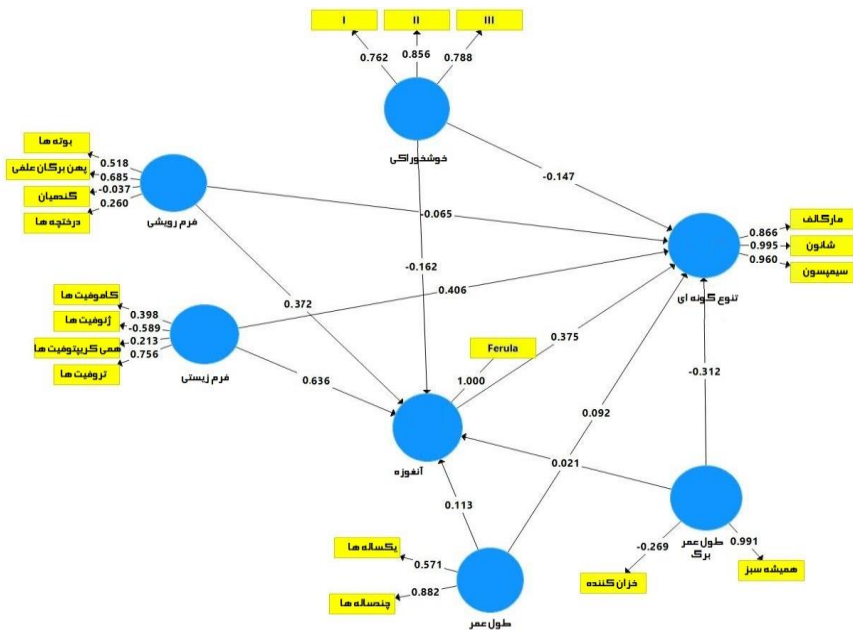 I
II
III
0.762
0.856
0.788
خوشخوراکی
بوته ها
پهن برگان علفی
گندمیان
درختچه ها
0.518
0.685
-0.037
0.260
فرم رویشی
-0.147
-0.065
-0.162
0.372
0.406
مارگالف
شانون
سیمپسون
0.866
0.995
0.960
تنوع گونه ای
کاموفیت ها
ژئوفیت ها
همی کریپتوفیت ها
تروفیت ها
0.398
-0.589
0.213
0.756
فرم زیستی
0.636
Ferula
1.000
0.375
-0.312
0.092
آنغوزه
0.021
0.113
یکساله ها
چندساله ها
0.571
0.882
طول عمر
طول عمر
برگ
-0.269
0.991
خزان کننده
همیشه سبز